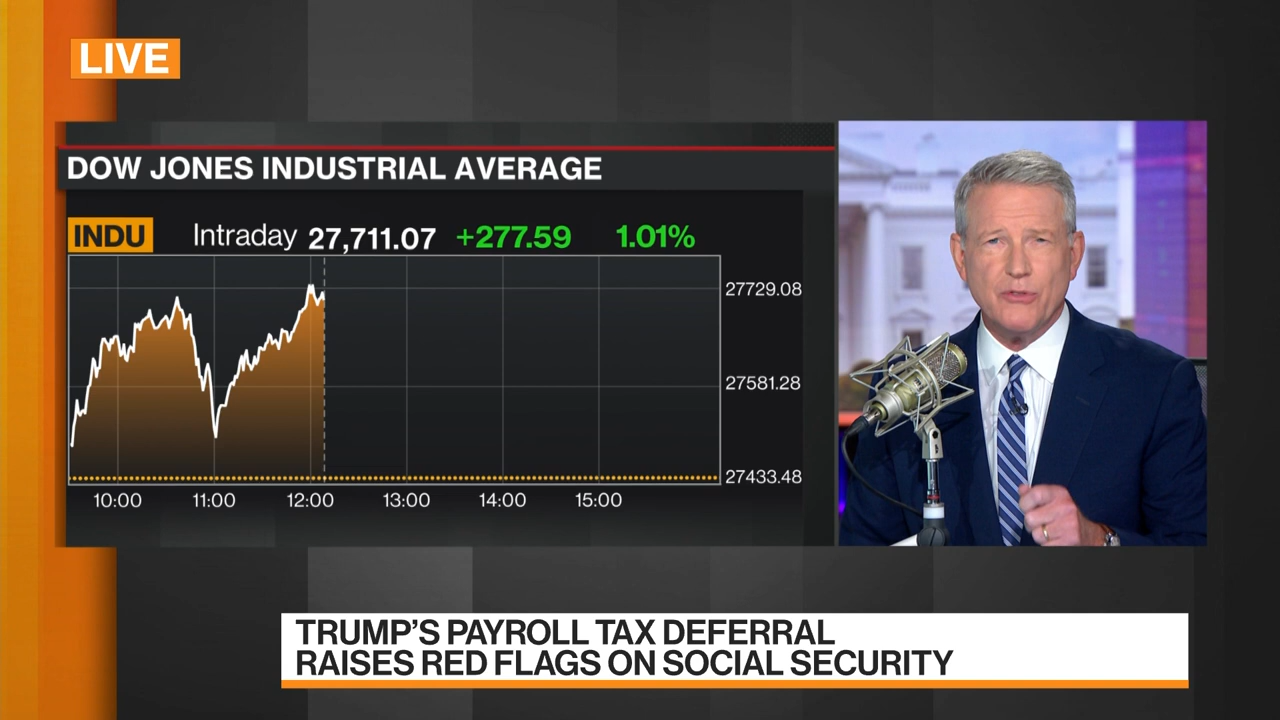 LIVE
DOW JONES INDUSTRIAL AVERAGE
INDU Intraday 27,711.07 +277.59 1.01%
27729.08
27581.28
27433.48
10:00 11:00 12:00 13:00 14:00 15:00
TRUMP'S PAYROLL TAX DEFERRAL
RAISES RED FLAGS ON SOCIAL SECURITY